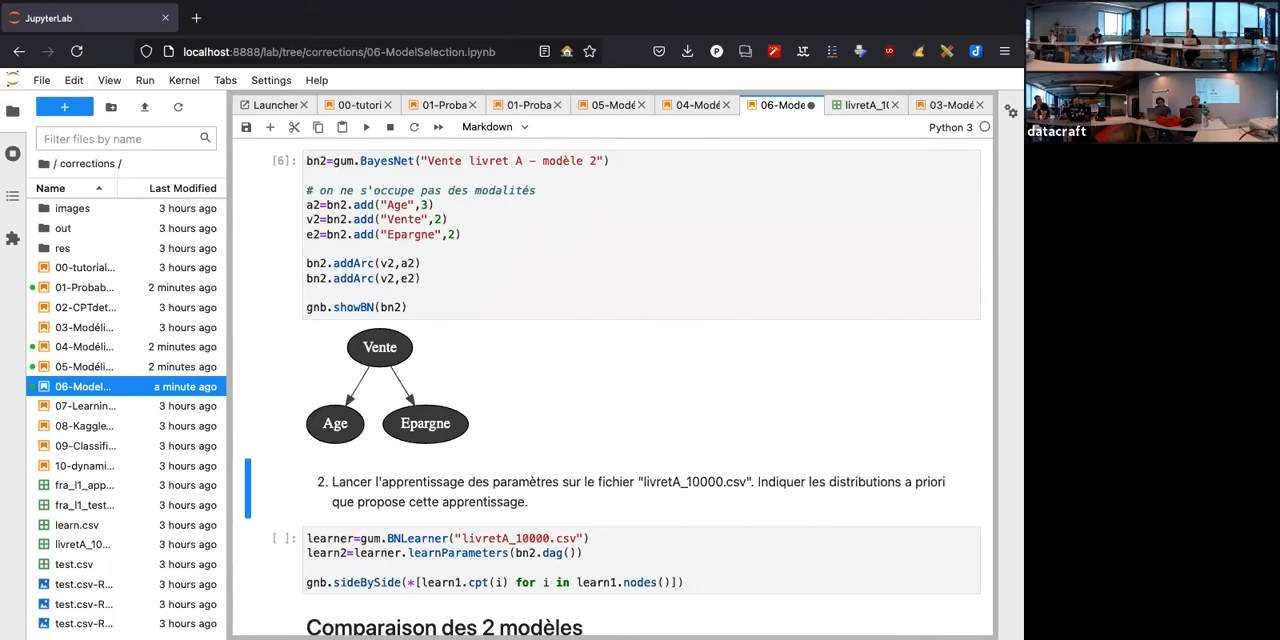 JupyterLab
localhost:8888/lab/tree/corrections/06-ModelSelection.ipynb
File Edit View Run Kernel Tabs Settings Help
Launcher 00-tutori 01-Proba 01-Proba 05-Modé 04-Modé 06-Mode livretA_1( 03-Modé
Markdown
Python 3
Filter files by name
/ corrections /
Name Last Modified
images 3 hours ago
out 3 hours ago
res 3 hours ago
00-tutorial... 3 hours ago
01-Probab... 2 minutes ago
02-CPTdet... 3 hours ago
03-Modéli... 3 hours ago
04-Modéli... 2 minutes ago
05-Modéli... 2 minutes ago
06-Model... a minute ago
07-Learnin... 3 hours ago
08-Kaggle... 3 hours ago
09-Classifi... 3 hours ago
10-dynami... 3 hours ago
fra_l1_app... 3 hours ago
fra_l1_test... 3 hours ago
learn.csv 3 hours ago
livretA_10... 3 hours ago
test.csv 3 hours ago
test.csv-R... 3 hours ago
test.csv-R... 3 hours ago
test.csv-R... 3 hours ago
[6]: bn2=gum.BayesNet("Vente livret A – modèle 2")
# on ne s'occupe pas des modalités
a2=bn2.add("Age",3)
v2=bn2.add("Vente",2)
e2=bn2.add("Epargne",2)
bn2.addArc(v2,a2)
bn2.addArc(v2,e2)
gnb.showBN(bn2)
Vente
Age Epargne
2. Lancer l'apprentissage des paramètres sur le fichier "livretA_10000.csv". Indiquer les distributions a priori
que propose cette apprentissage.
[ ]: learner=gum.BNLearner("livretA_10000.csv")
learn2=learner.learnParameters(bn2.dag())
gnb.sideBySide(*[learn1.cpt(i) for i in learn1.nodes()])
Comparaison des 2 modèles
datacraft